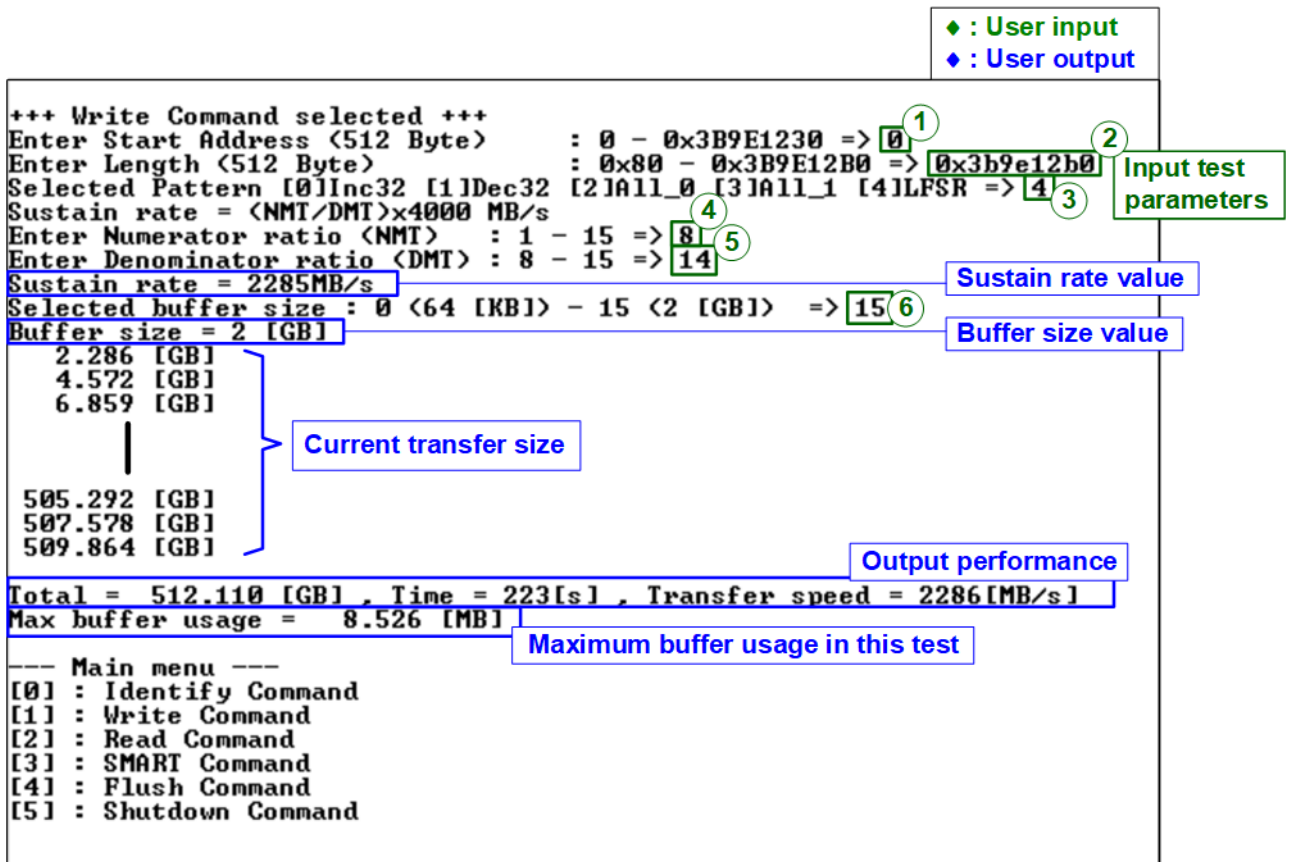 ♦ : User input
♦ : User output
+++ Write Command selected +++
Enter Start Address (512 Byte) : 0 - 0x3B9E1230 => 0
1
Enter Length (512 Byte) : 0x80 - 0x3B9E12B0 => 0x3b9e12b0
2
Input test parameters
Selected Pattern [0]Inc32 [1]Dec32 [2]All_0 [3]All_1 [4]LFSR => 4
3
Sustain rate = (NMT/DMT)x4000 MB/s
Enter Numerator ratio (NMT) : 1 - 15 => 8
4
Enter Denominator ratio (DMT) : 8 - 15 => 14
5
Sustain rate = 2285MB/s
Sustain rate value
Selected buffer size : 0 (64 [KB]) - 15 (2 [GB]) => 15
6
Buffer size = 2 [GB]
Buffer size value
2.286 [GB]
4.572 [GB]
6.859 [GB]
Current transfer size
505.292 [GB]
507.578 [GB]
509.864 [GB]
Output performance
Total = 512.110 [GB] , Time = 223[s] , Transfer speed = 2286[MB/s]
Max buffer usage = 8.526 [MB]
Maximum buffer usage in this test
--- Main menu ---
[0] : Identify Command
[1] : Write Command
[2] : Read Command
[3] : SMART Command
[4] : Flush Command
[5] : Shutdown Command